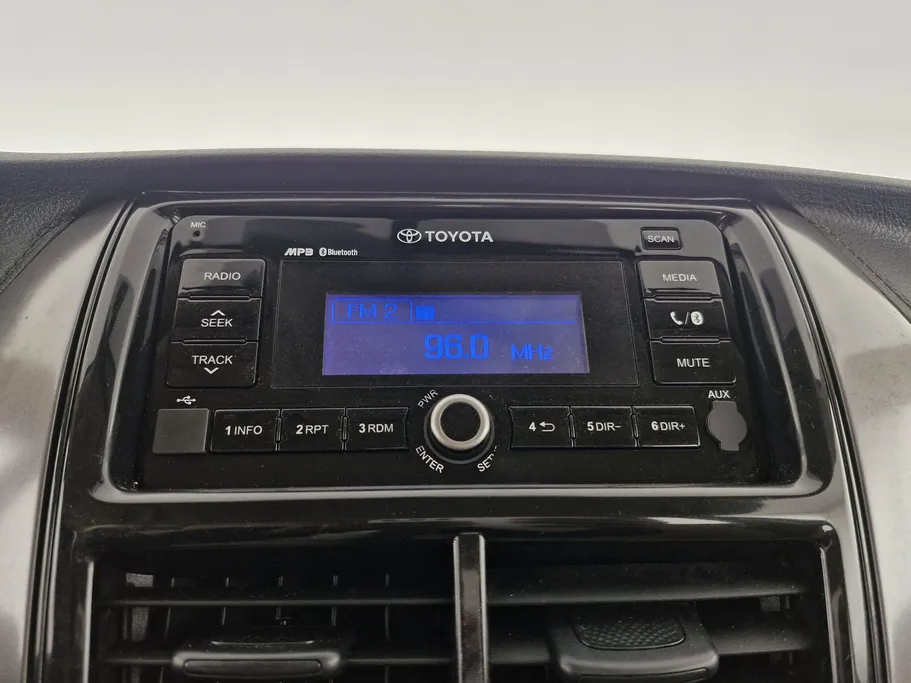 MIC
TOYOTA
SCAN
MP3 Bluetooth
RADIO
MEDIA
SEEK
FM 2
96.0 MHz
TRACK
MUTE
AUX
PWR
1 INFO
2 RPT
3 RDM
4
5 DIR-
6 DIR+
ENTER